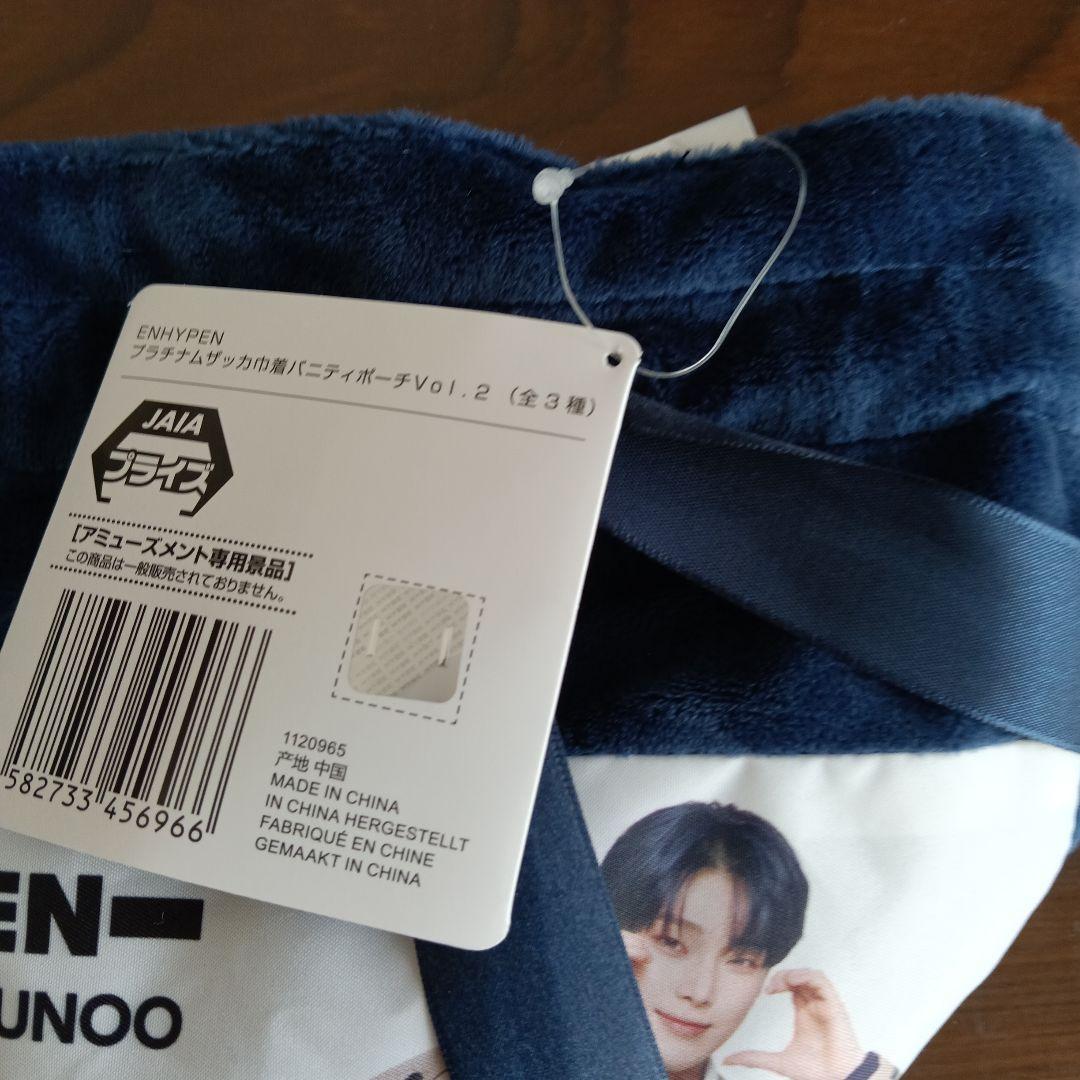 ENHYPEN
プラチナムザッカ巾着バニティポーチVol.2（全3種）
JAIA
プライズ
［アミューズメント専用景品］
この商品は一般販売されておりません。
582733 456966
1120965
产地 中国
MADE IN CHINA
IN CHINA HERGESTELLT
FABRIQUÉ EN CHINE
GEMAAKT IN CHINA
EN-
UNOO